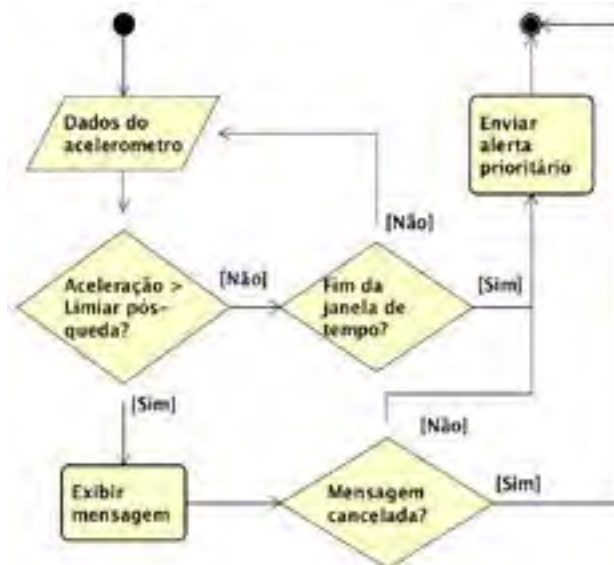 Dados do
acelerometro
Enviar
alerta
prioritário
[Não]
Aceleração >
Limiar pós-
queda?
[Não]
Fim da
janela de
tempo?
[Sim]
[Sim]
[Não]
Exibir
mensagem
Mensagem
cancelada?
[Sim]